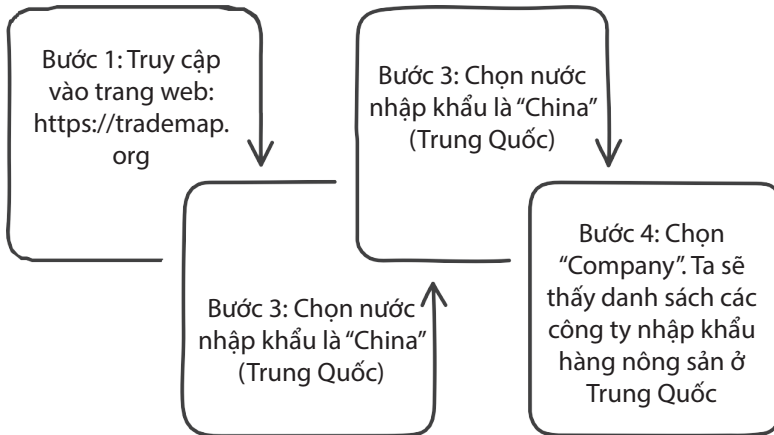 Bước 1: Truy cập
vào trang web:
https://trademap.
org
Bước 3: Chọn nước
nhập khẩu là “China”
(Trung Quốc)
Bước 3: Chọn nước
nhập khẩu là “China”
(Trung Quốc)
Bước 4: Chọn
“Company”. Ta sẽ
thấy danh sách các
công ty nhập khẩu
hàng nông sản ở
Trung Quốc